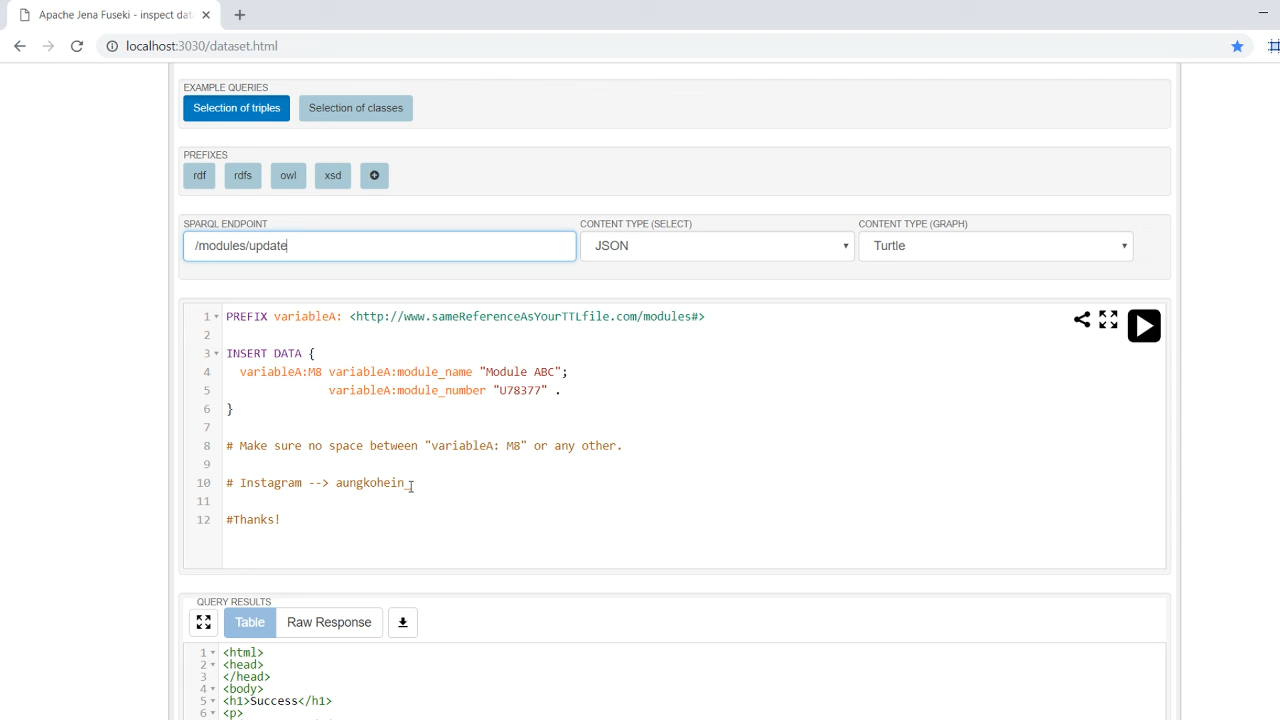 Apache Jena Fuseki - inspect dat
localhost:3030/dataset.html
EXAMPLE QUERIES
Selection of triples
Selection of classes
PREFIXES
rdf
rdfs
owl
xsd
SPARQL ENDPOINT
CONTENT TYPE (SELECT)
CONTENT TYPE (GRAPH)
/modules/update
JSON
Turtle
1 PREFIX variableA: <http://www.sameReferenceAsYourTTLfile.com/modules#>
2
3 INSERT DATA {
4 variableA:M8 variableA:module_name "Module ABC";
5 variableA:module_number "U78377" .
6 }
7
8 # Make sure no space between "variableA: M8" or any other.
9
10 # Instagram --> aungkohein_
11
12 #Thanks!
QUERY RESULTS
Table
Raw Response
1 <html>
2 <head>
3 </head>
4 <body>
5 <h1>Success</h1>
6 <p>